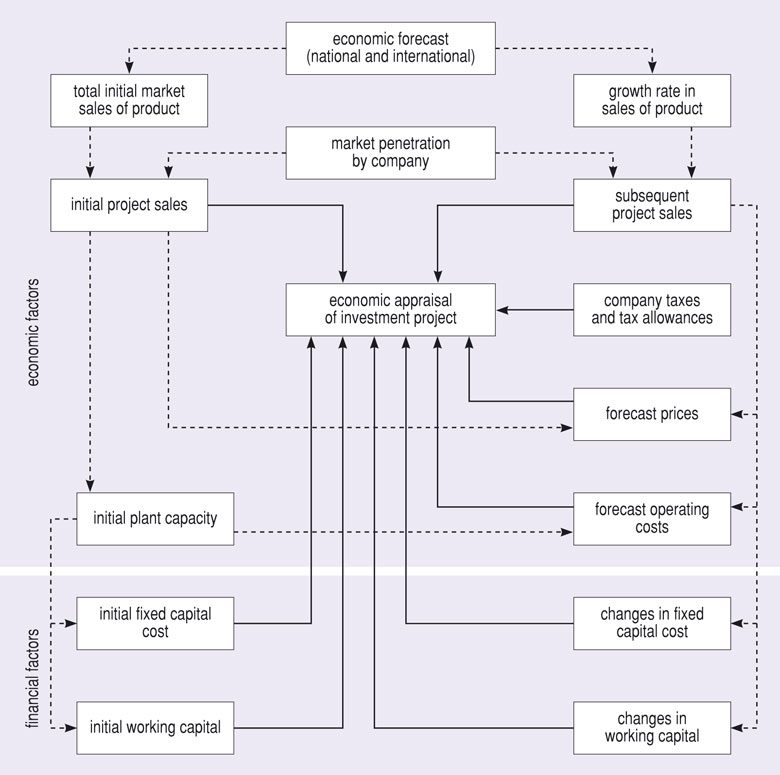 economic forecast
(national and international)
total initial market
sales of product
growth rate in
sales of product
market penetration
by company
initial project sales
subsequent
project sales
economic appraisal
of investment project
company taxes
and tax allowances
economic factors
forecast prices
initial plant capacity
forecast operating
costs
initial fixed capital
cost
changes in fixed
capital cost
financial factors
initial working capital
changes in
working capital